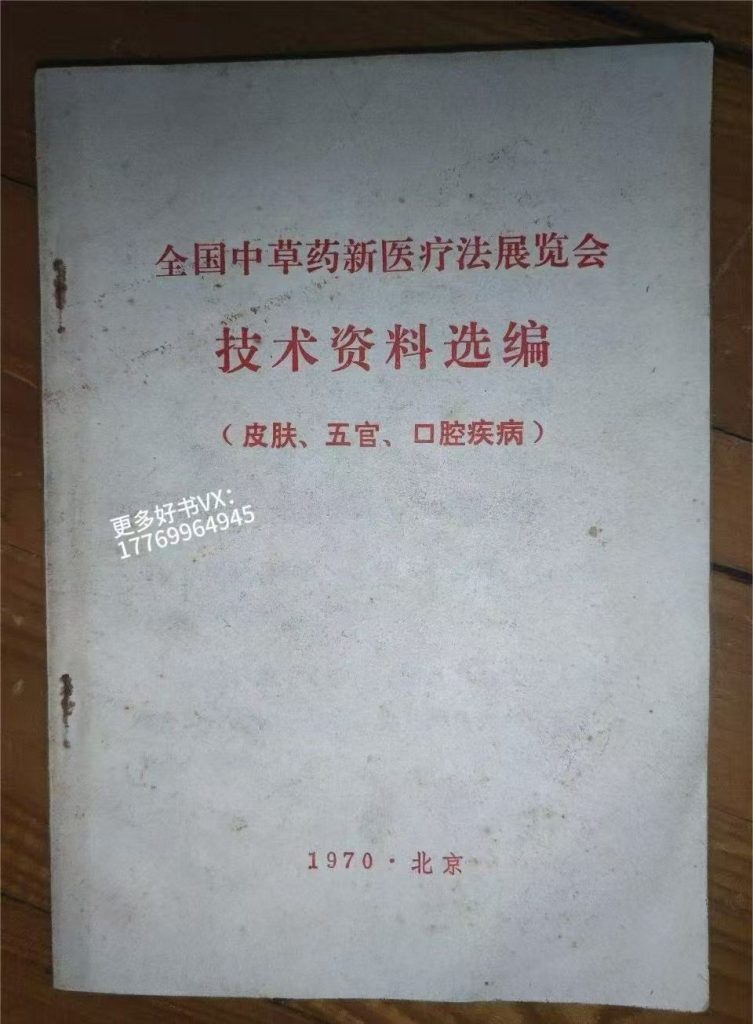 全国中草药新医疗法展览会
技术资料选编
（皮肤、五官、口腔疾病）
更多好书VX：
17769964945
1970·北京